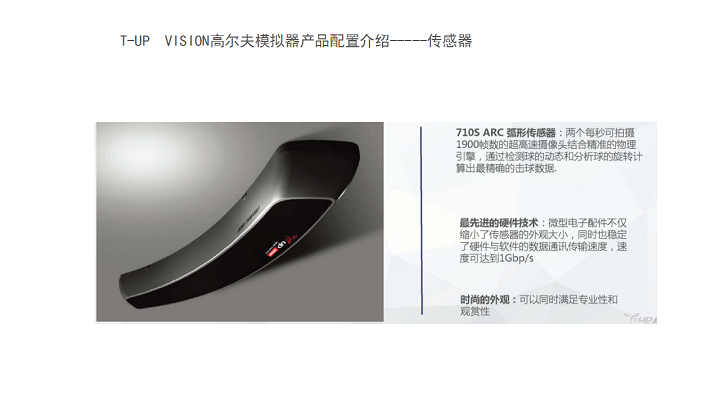 T-UP VISION高尔夫模拟器产品配置介绍-----传感器
710S ARC 弧形传感器：两个每秒可拍摄
1900帧数的超高速摄像头结合精准的物理
引擎，通过检测球的动态和分析球的旋转计
算出最精确的击球数据.
最先进的硬件技术：微型电子配件不仅
缩小了传感器的外观大小，同时也稳定
了硬件与软件的数据通讯传输速度，速
度可达到1Gbp/s
时尚的外观：可以同时满足专业性和
观赏性